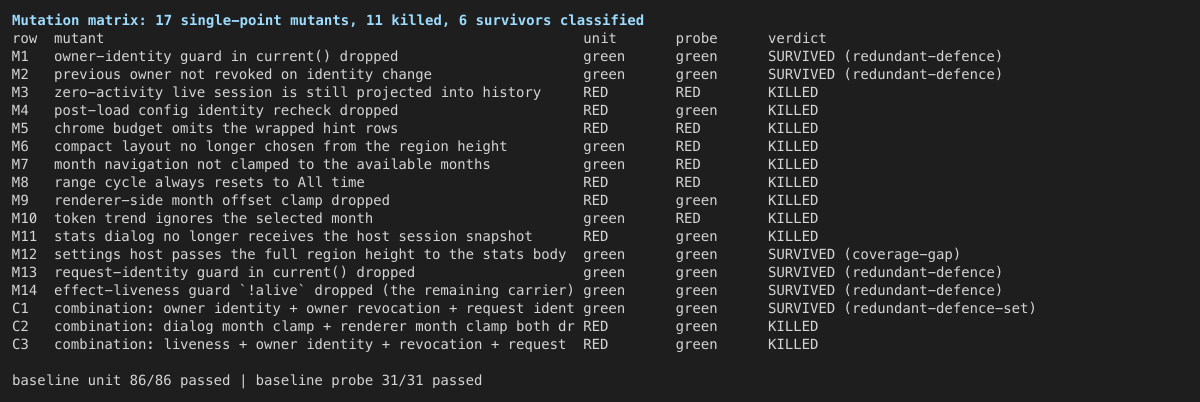 Mutation matrix: 17 single-point mutants, 11 killed, 6 survivors classified
row mutant unit probe verdict
M1 owner-identity guard in current() dropped green green SURVIVED (redundant-defence)
M2 previous owner not revoked on identity change green green SURVIVED (redundant-defence)
M3 zero-activity live session is still projected into history RED RED KILLED
M4 post-load config identity recheck dropped RED green KILLED
M5 chrome budget omits the wrapped hint rows RED RED KILLED
M6 compact layout no longer chosen from the region height green RED KILLED
M7 month navigation not clamped to the available months green RED KILLED
M8 range cycle always resets to All time RED RED KILLED
M9 renderer-side month offset clamp dropped RED green KILLED
M10 token trend ignores the selected month green RED KILLED
M11 stats dialog no longer receives the host session snapshot RED green KILLED
M12 settings host passes the full region height to the stats body green green SURVIVED (coverage-gap)
M13 request-identity guard in current() dropped green green SURVIVED (redundant-defence)
M14 effect-liveness guard `!alive` dropped (the remaining carrier) green green SURVIVED (redundant-defence)
C1 combination: owner identity + owner revocation + request ident green green SURVIVED (redundant-defence-set)
C2 combination: dialog month clamp + renderer month clamp both dr RED green KILLED
C3 combination: liveness + owner identity + revocation + request RED green KILLED
baseline unit 86/86 passed | baseline probe 31/31 passed